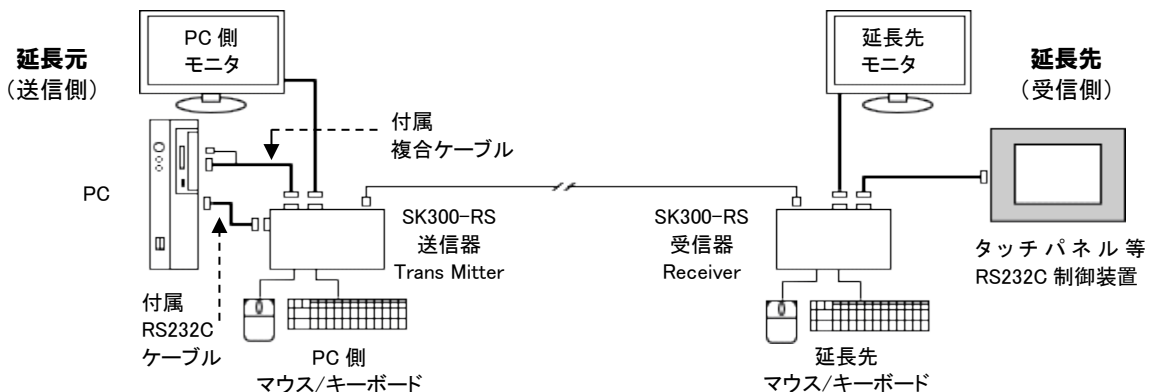 延長元
（送信側）
PC 側
モニタ
付属
複合ケーブル
PC
SK300-RS
送信器
Trans Mitter
付属
RS232C
ケーブル
PC 側
マウス/キーボード
延長先
モニタ
延長先
（受信側）
SK300-RS
受信器
Receiver
タッチパネル等
RS232C 制御装置
延長先
マウス/キーボード